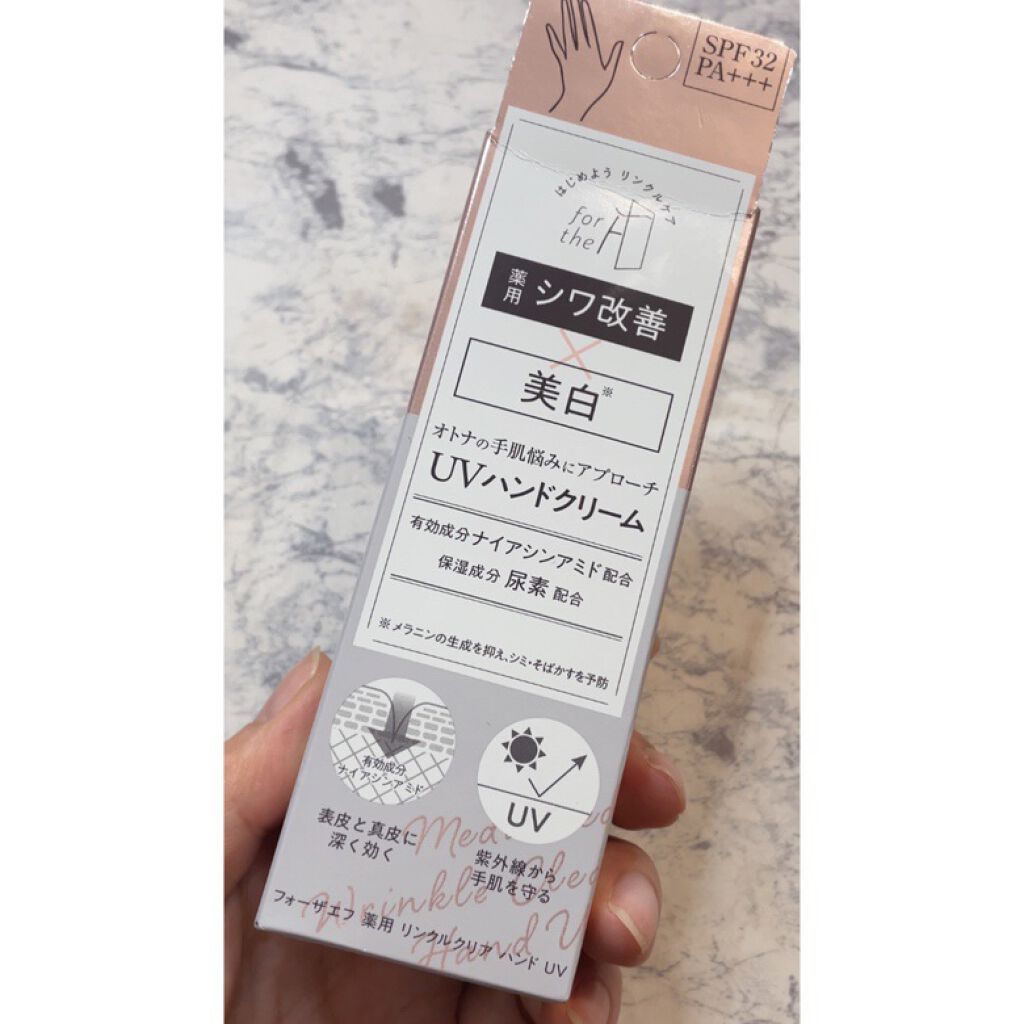 SPF32
PA+++
はじめよう リンクルケア
for
the
薬用 シワ改善
×
美白※
オトナの手肌悩みにアプローチ
UVハンドクリーム
有効成分ナイアシンアミド配合
保湿成分 尿素 配合
※メラニンの生成を抑え、シミ・そばかすを予防
有効成分
ナイアシンアミド
表皮と真皮に
深く効く
UV
紫外線から
手肌を守る
Wrinkle
Hand
フォーザエフ 薬用 リンクルクリア ハンド UV